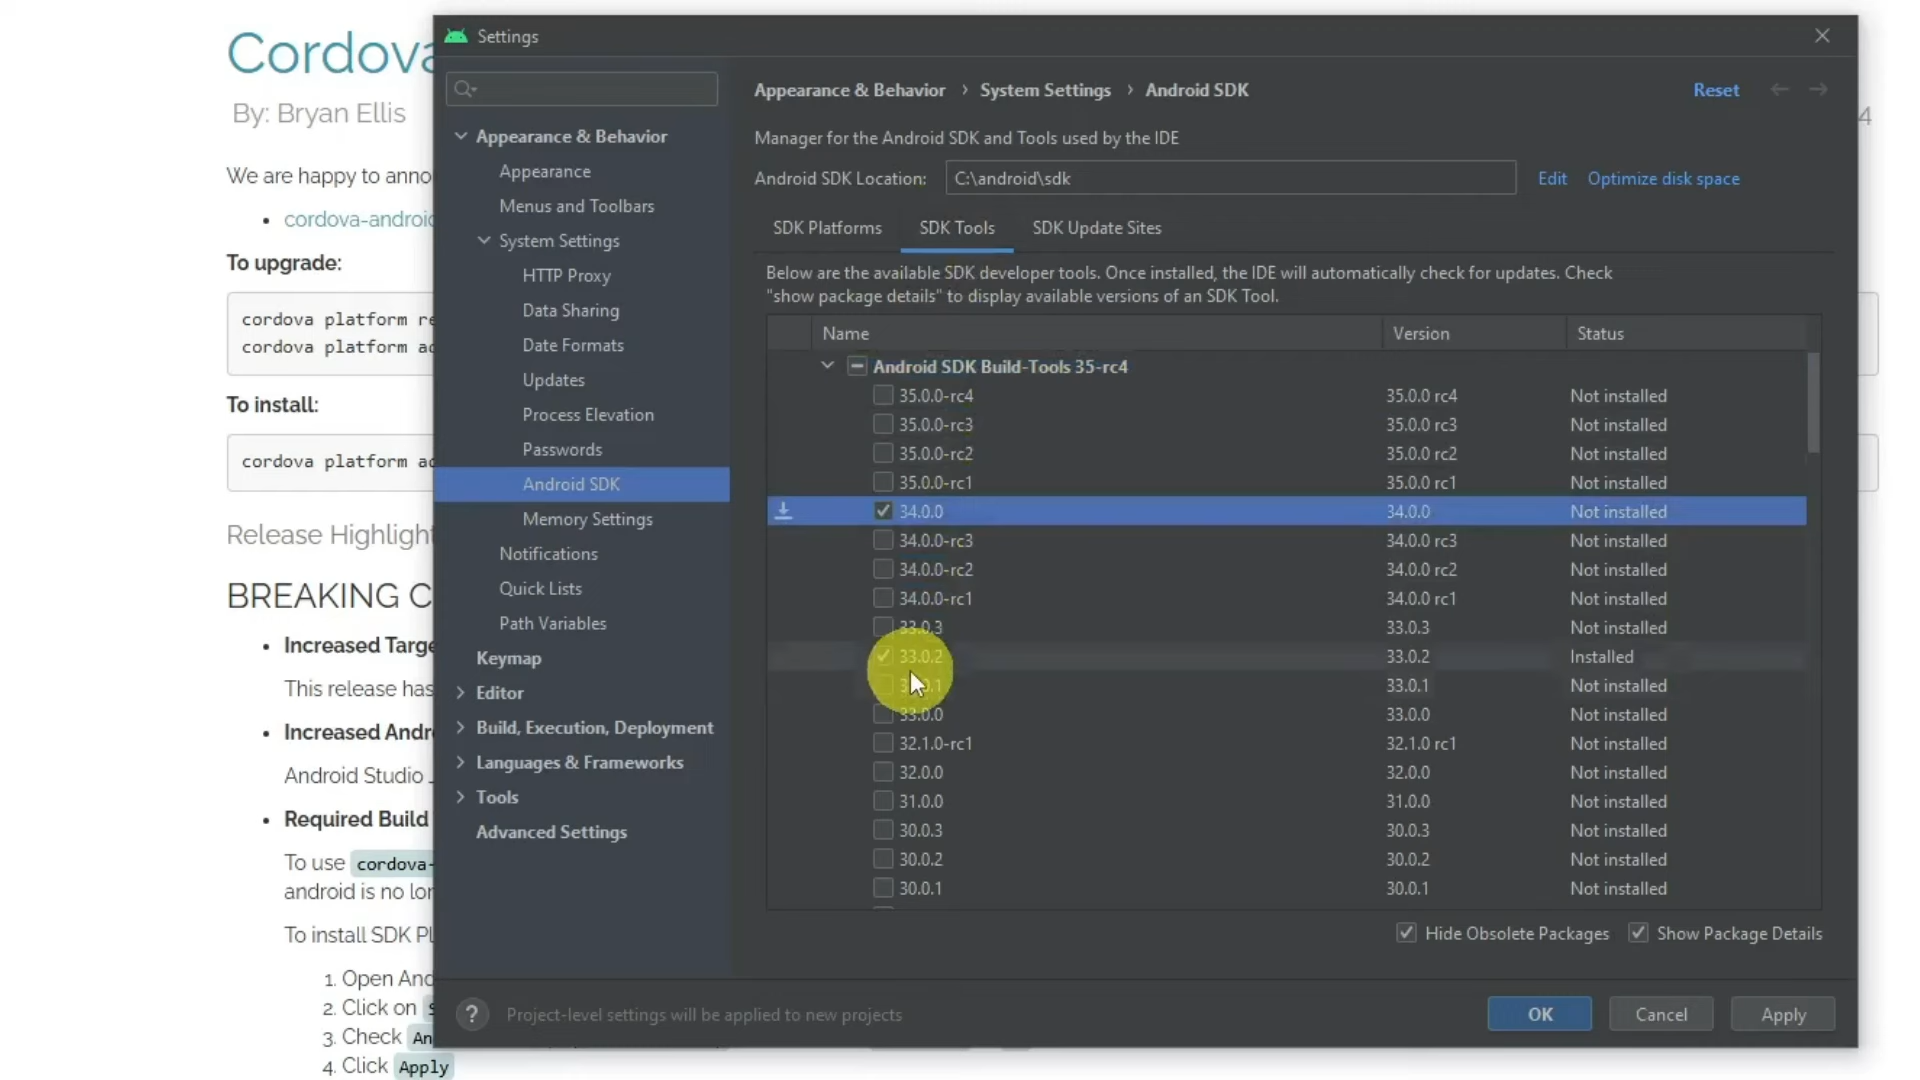 Cordova
By: Bryan Ellis
4
We are happy to anno
cordova-android
To upgrade:
cordova platform re
cordova platform ad
To install:
cordova platform ad
Release Highlight
BREAKING C
Increased Targe
This release has
Increased Andr
Android Studio J
Required Build
To use cordova-
android is no lon
To install SDK Pl
1. Open And
2. Click on S
3. Check An
4. Click Apply
Settings
Appearance & Behavior
Appearance
Menus and Toolbars
System Settings
HTTP Proxy
Data Sharing
Date Formats
Updates
Process Elevation
Passwords
Android SDK
Memory Settings
Notifications
Quick Lists
Path Variables
Keymap
Editor
Build, Execution, Deployment
Languages & Frameworks
Tools
Advanced Settings
Appearance & Behavior › System Settings › Android SDK
Reset
Manager for the Android SDK and Tools used by the IDE
Android SDK Location: C:\android\sdk Edit Optimize disk space
SDK Platforms SDK Tools SDK Update Sites
Below are the available SDK developer tools. Once installed, the IDE will automatically check for updates. Check
"show package details" to display available versions of an SDK Tool.
Name Version Status
Android SDK Build-Tools 35-rc4
35.0.0-rc4 35.0.0 rc4 Not installed
35.0.0-rc3 35.0.0 rc3 Not installed
35.0.0-rc2 35.0.0 rc2 Not installed
35.0.0-rc1 35.0.0 rc1 Not installed
34.0.0 34.0.0 Not installed
34.0.0-rc3 34.0.0 rc3 Not installed
34.0.0-rc2 34.0.0 rc2 Not installed
34.0.0-rc1 34.0.0 rc1 Not installed
33.0.3 33.0.3 Not installed
33.0.2 33.0.2 Installed
33.0.1 33.0.1 Not installed
33.0.0 33.0.0 Not installed
32.1.0-rc1 32.1.0 rc1 Not installed
32.0.0 32.0.0 Not installed
31.0.0 31.0.0 Not installed
30.0.3 30.0.3 Not installed
30.0.2 30.0.2 Not installed
30.0.1 30.0.1 Not installed
Hide Obsolete Packages Show Package Details
? Project-level settings will be applied to new projects
OK Cancel Apply